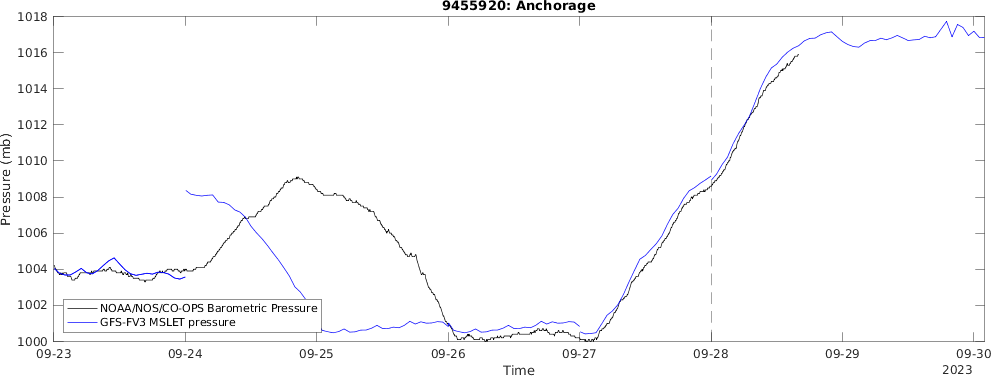 9455920: Anchorage
Pressure (mb)
1018
1016
1014
1012
1010
1008
1006
1004
1002
1000
NOAA/NOS/CO-OPS Barometric Pressure
GFS-FV3 MSLET pressure
09-23 09-24 09-25 09-26 09-27 09-28 09-29 09-30
Time
2023